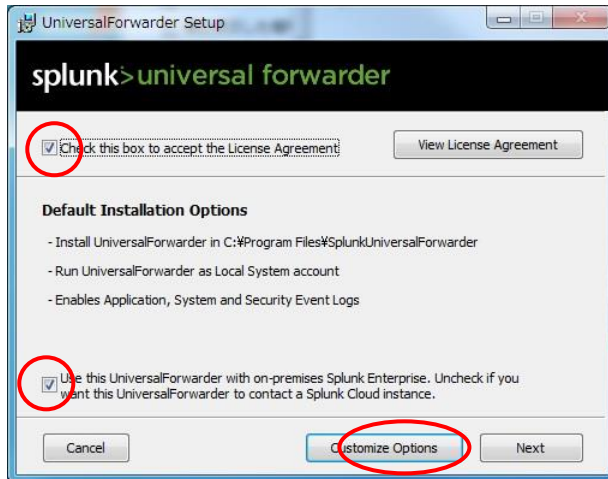 UniversalForwarder Setup
splunk>universal forwarder
Check this box to accept the License Agreement
View License Agreement
Default Installation Options
- Install UniversalForwarder in C:¥Program Files¥SplunkUniversalForwarder
- Run UniversalForwarder as Local System account
- Enables Application, System and Security Event Logs
Use this UniversalForwarder with on-premises Splunk Enterprise. Uncheck if you
want this UniversalForwarder to contact a Splunk Cloud instance.
Cancel
Customize Options
Next